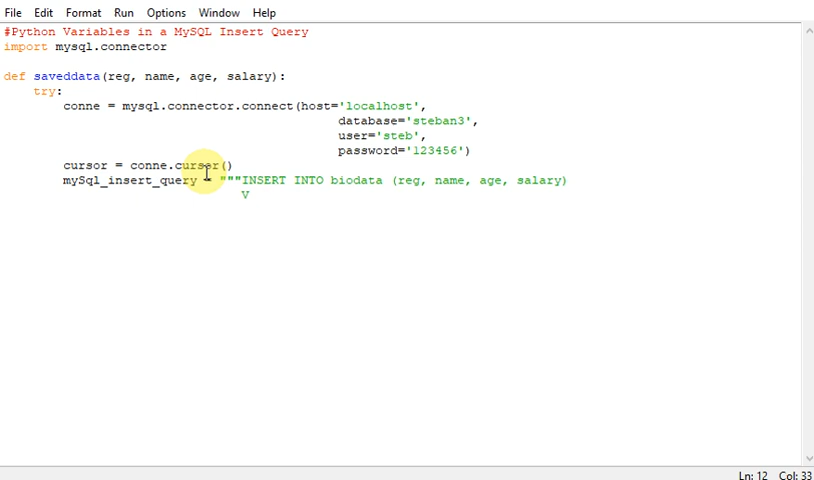 File Edit Format Run Options Window Help
#Python Variables in a MySQL Insert Query
import mysql.connector
def saveddata(reg, name, age, salary):
try:
conne = mysql.connector.connect(host='localhost',
database='steban3',
user='steb',
password='123456')
cursor = conne.cursor()
mySql_insert_query = """INSERT INTO biodata (reg, name, age, salary)
V
Ln: 12 Col: 33